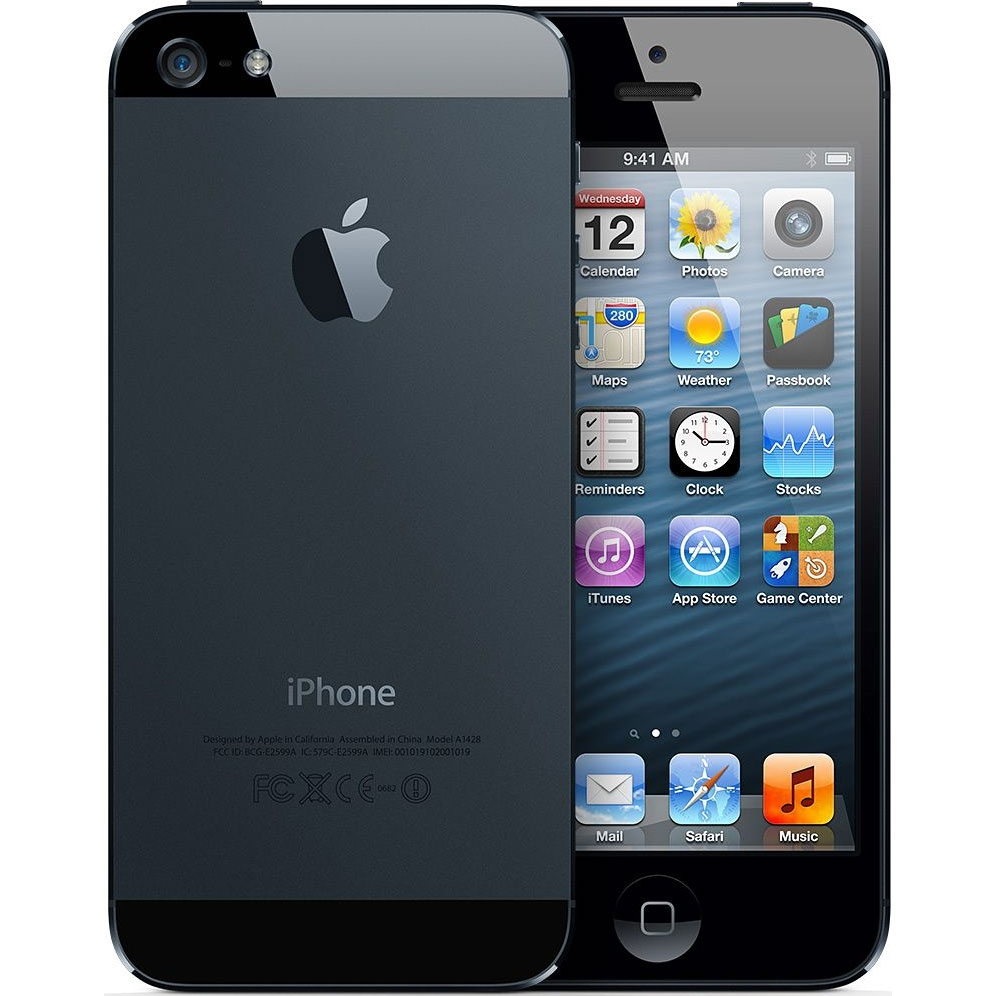 iPhone
Designed by Apple in California Assembled in China Model A1428
FCC ID: BCG-E2599A IC: 579C-E2599A IMEI: 001019102001019
FC CE 0682
9:41 AM
Wednesday
12
Calendar Photos Camera
280
73°
Maps Weather Passbook
Reminders Clock Stocks
iTunes App Store Game Center
Mail Safari Music